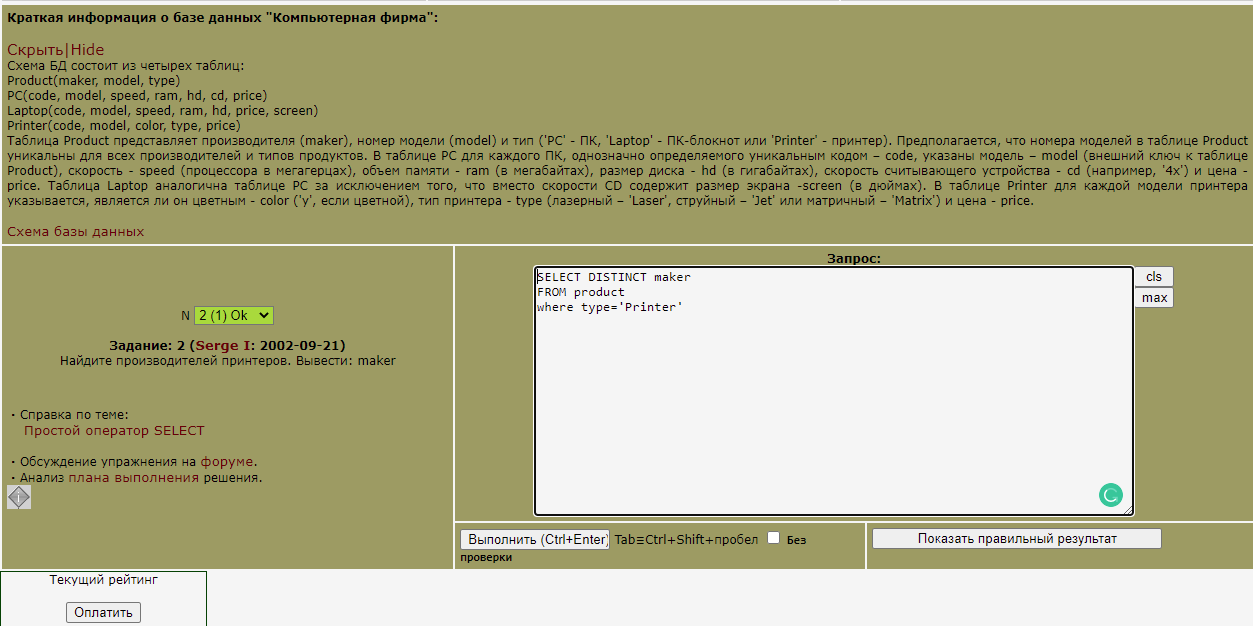 Краткая информация о базе данных "Компьютерная фирма":
Скрыть|Hide
Схема БД состоит из четырех таблиц:
Product(maker, model, type)
PC(code, model, speed, ram, hd, cd, price)
Laptop(code, model, speed, ram, hd, price, screen)
Printer(code, model, color, type, price)
Таблица Product представляет производителя (maker), номер модели (model) и тип ('PC' - ПК, 'Laptop' - ПК-блокнот или 'Printer' - принтер). Предполагается, что номера моделей в таблице Product
уникальны для всех производителей и типов продуктов. В таблице PC для каждого ПК, однозначно определяемого уникальным кодом – code, указаны модель – model (внешний ключ к таблице
Product), скорость - speed (процессора в мегагерцах), объем памяти - ram (в мегабайтах), размер диска - hd (в гигабайтах), скорость считывающего устройства - cd (например, '4x') и цена -
price. Таблица Laptop аналогична таблице РС за исключением того, что вместо скорости CD содержит размер экрана -screen (в дюймах). В таблице Printer для каждой модели принтера
указывается, является ли он цветным - color ('y', если цветной), тип принтера - type (лазерный – 'Laser', струйный – 'Jet' или матричный – 'Matrix') и цена - price.
Схема базы данных
N 2 (1) Ok
Задание: 2 (Serge I: 2002-09-21)
Найдите производителей принтеров. Вывести: maker
· Справка по теме:
Простой оператор SELECT
· Обсуждение упражнения на форуме.
· Анализ плана выполнения решения.
Запрос:
SELECT DISTINCT maker
FROM product
where type='Printer'
cls
max
Выполнить (Ctrl+Enter) Tab≡Ctrl+Shift+пробел Без
проверки
Показать правильный результат
Текущий рейтинг
Оплатить